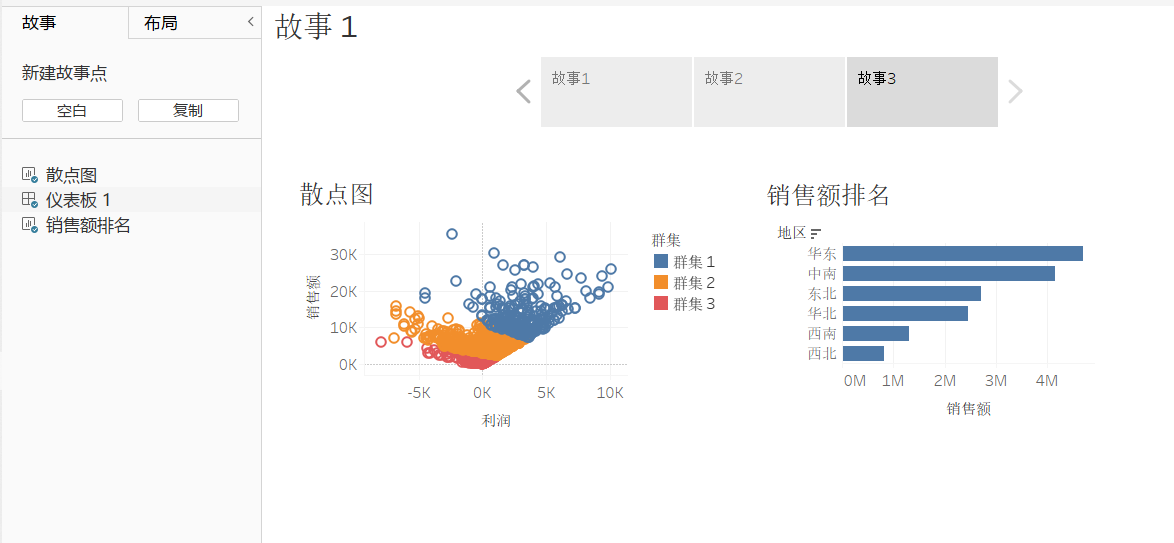 故事
布局
新建故事点
空白
复制
散点图
仪表板 1
销售额排名
故事 1
故事1
故事2
故事3
散点图
销售额
30K
20K
10K
0K
-5K
0K
5K
10K
利润
群集
群集 1
群集 2
群集 3
销售额排名
地区
华东
中南
东北
华北
西南
西北
0M
1M
2M
3M
4M
销售额